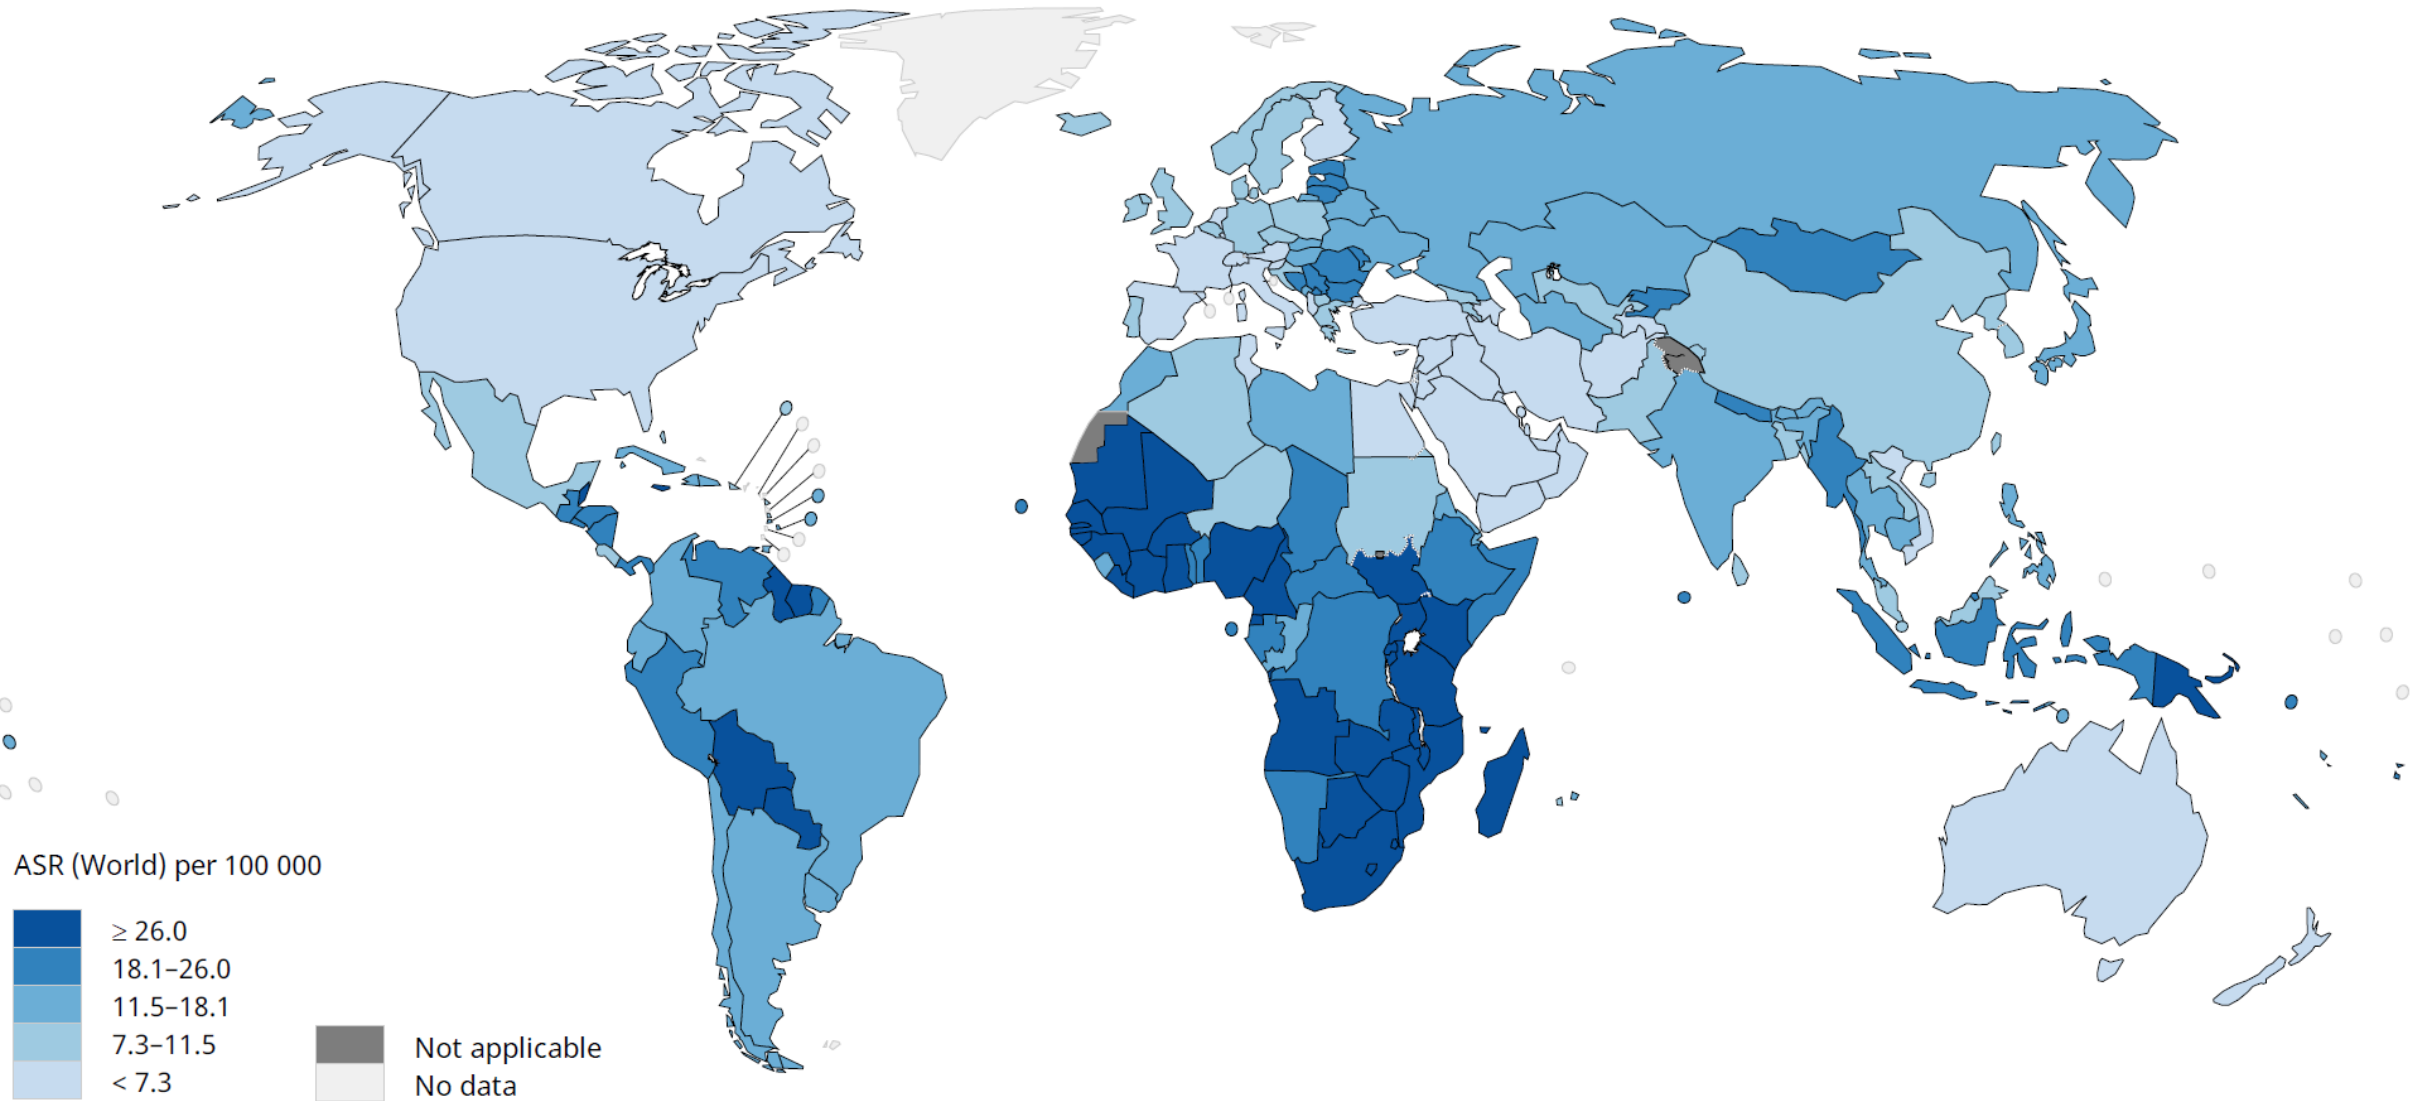 ASR (World) per 100 000
≥ 26.0
18.1–26.0
11.5–18.1
7.3–11.5
< 7.3
Not applicable
No data